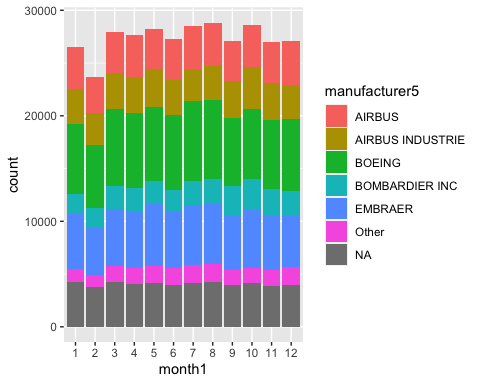 30000
20000
10000
0
count
1 2 3 4 5 6 7 8 9 10 11 12
month1
manufacturer5
AIRBUS
AIRBUS INDUSTRIE
BOEING
BOMBARDIER INC
EMBRAER
Other
NA